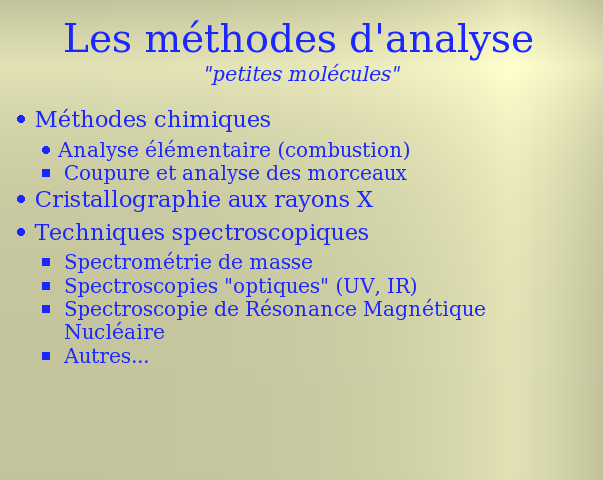 Les méthodes d'analyse
"petites molécules"
• Méthodes chimiques
• Analyse élémentaire (combustion)
▪ Coupure et analyse des morceaux
• Cristallographie aux rayons X
• Techniques spectroscopiques
▪ Spectrométrie de masse
▪ Spectroscopies "optiques" (UV, IR)
▪ Spectroscopie de Résonance Magnétique
Nucléaire
▪ Autres...